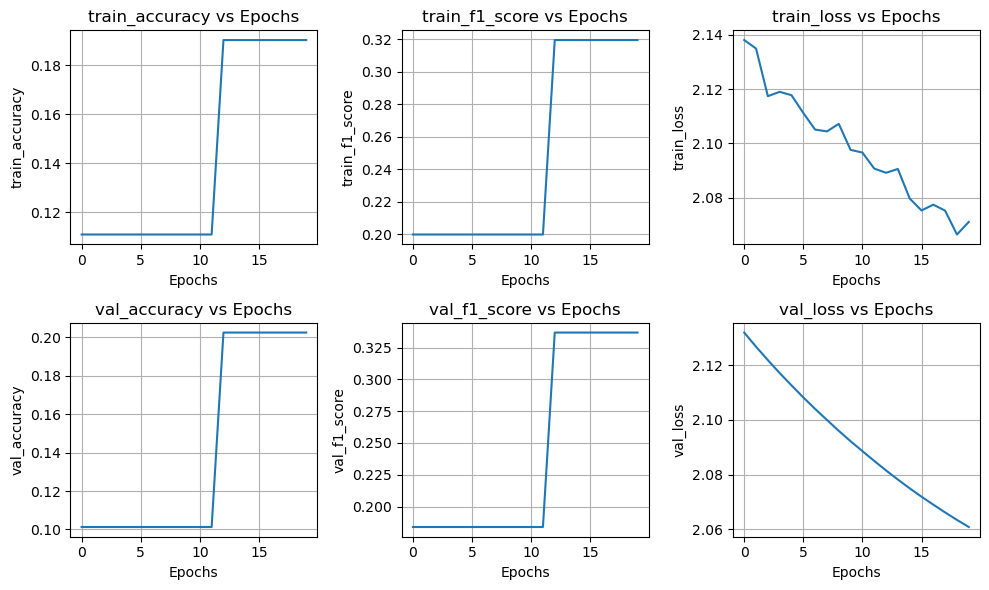 train_accuracy vs Epochs
train_accuracy
0.18
0.16
0.14
0.12
0 5 10 15
Epochs
train_f1_score vs Epochs
train_f1_score
0.32
0.30
0.28
0.26
0.24
0.22
0.20
0 5 10 15
Epochs
train_loss vs Epochs
train_loss
2.14
2.12
2.10
2.08
0 5 10 15
Epochs
val_accuracy vs Epochs
val_accuracy
0.20
0.18
0.16
0.14
0.12
0.10
0 5 10 15
Epochs
val_f1_score vs Epochs
val_f1_score
0.325
0.300
0.275
0.250
0.225
0.200
0 5 10 15
Epochs
val_loss vs Epochs
val_loss
2.12
2.10
2.08
2.06
0 5 10 15
Epochs